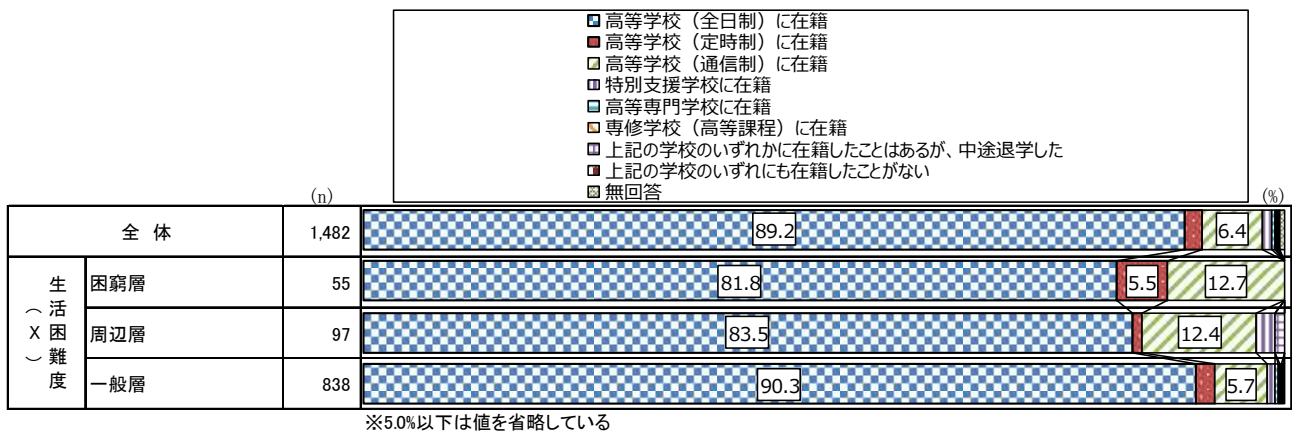 高等学校（全日制）に在籍
高等学校（定時制）に在籍
高等学校（通信制）に在籍
特別支援学校に在籍
高等専門学校に在籍
専修学校（高等課程）に在籍
上記の学校のいずれかに在籍したことはあるが、中途退学した
上記の学校のいずれにも在籍したことがない
無回答
(n) (%)
全 体 1,482 89.2 6.4
生活困難度（X）
困窮層 55 81.8 5.5 12.7
周辺層 97 83.5 12.4
一般層 838 90.3 5.7
※5.0%以下は値を省略している